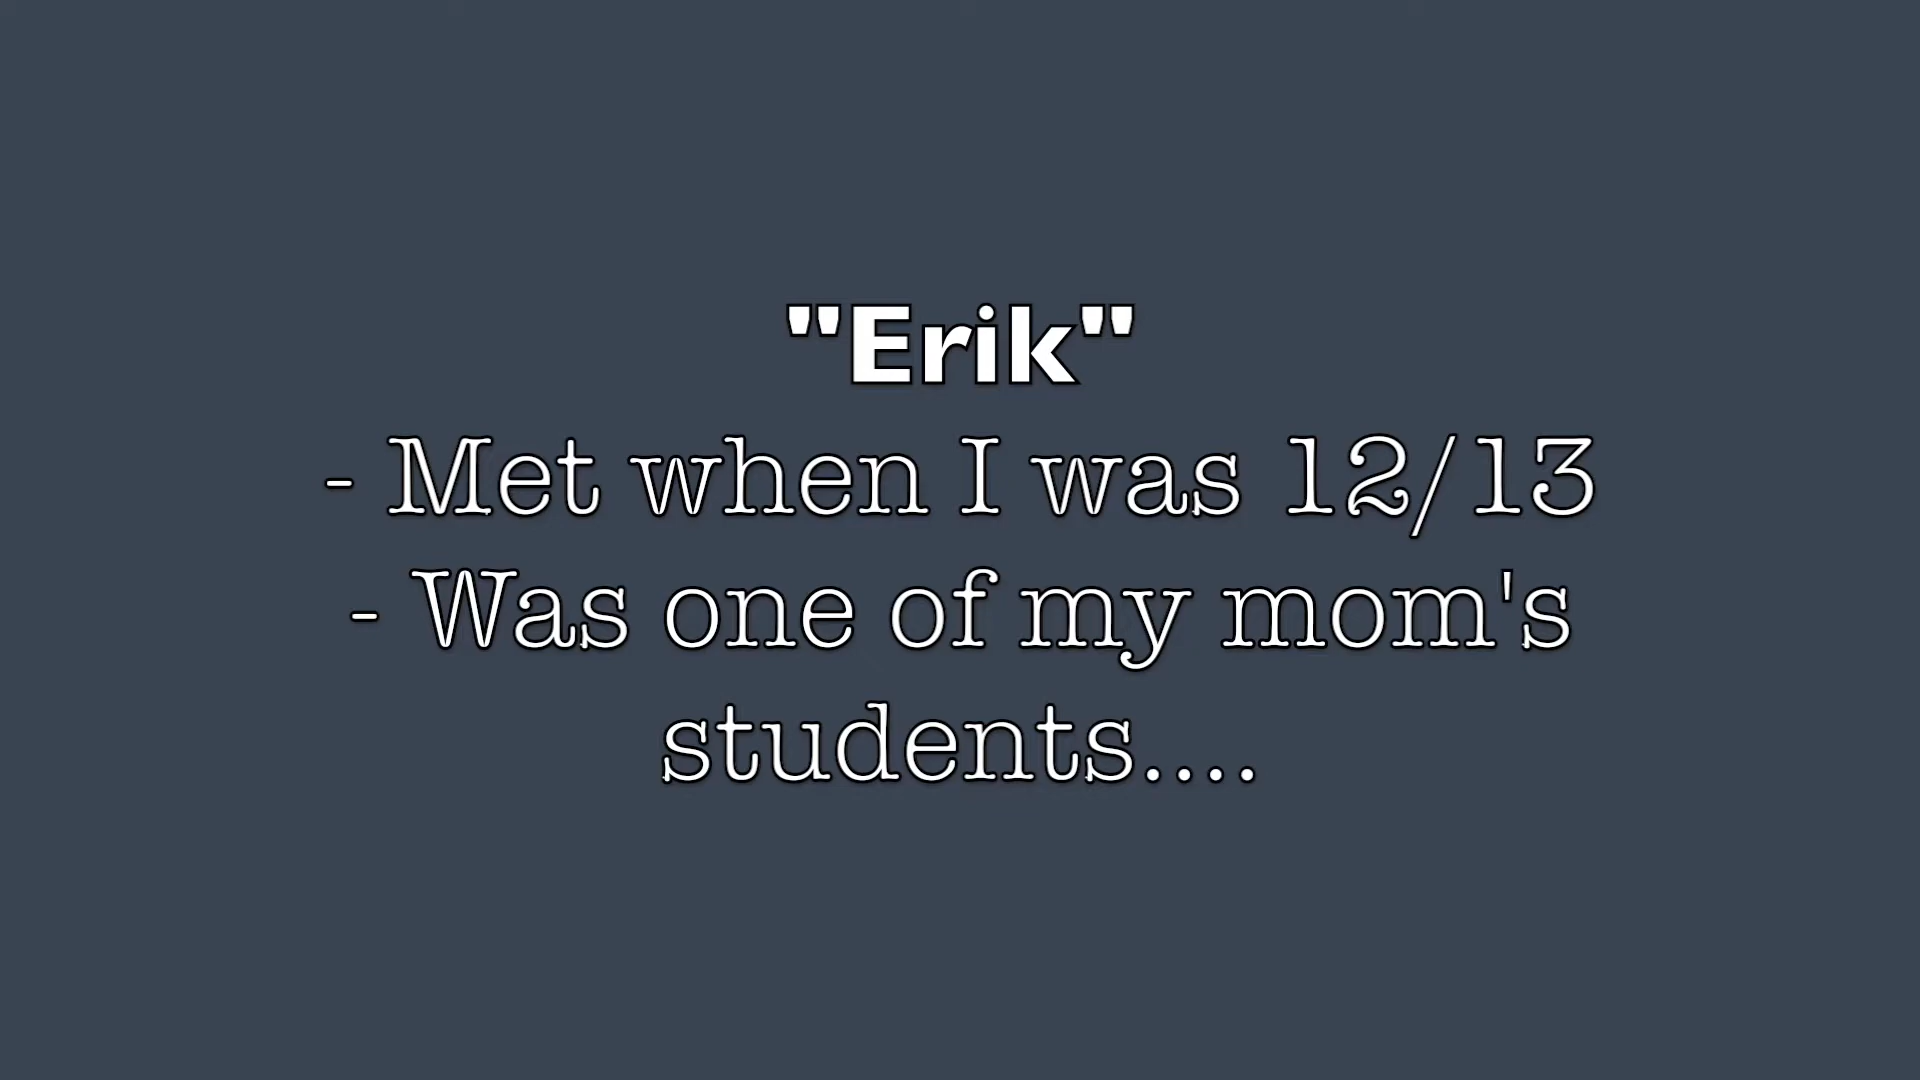 "Erik"
- Met when I was 12/13
- Was one of my mom's
students....